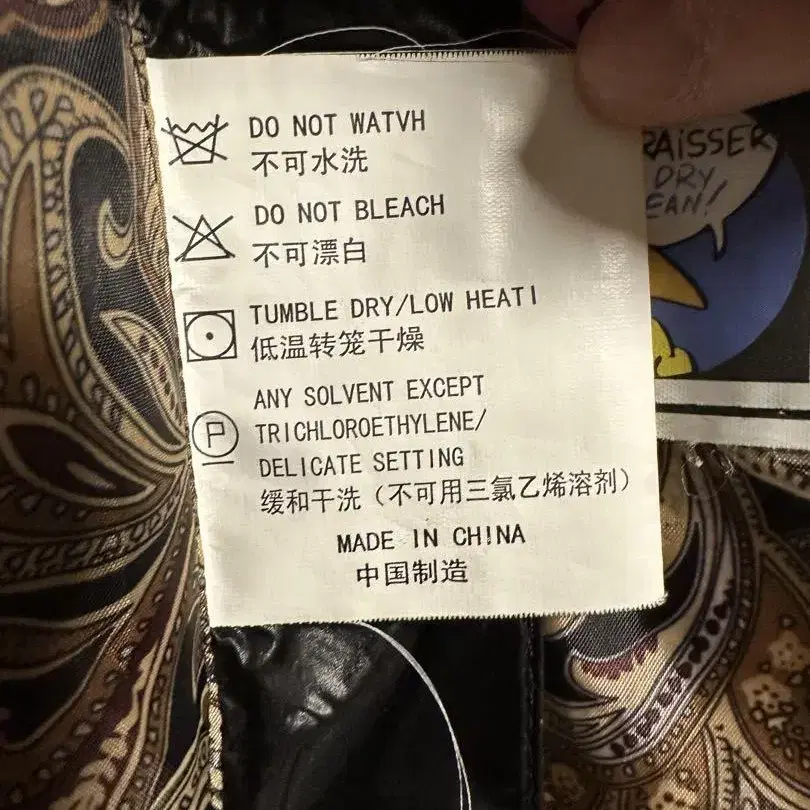 DO NOT WATVH
不可水洗
DO NOT BLEACH
不可漂白
TUMBLE DRY/LOW HEATI
低温转笼干燥
P
ANY SOLVENT EXCEPT
TRICHLOROETHYLENE/
DELICATE SETTING
缓和干洗（不可用三氯乙烯溶剂）
MADE IN CH!NA
中国制造
RAISSER
DRY
EAN!